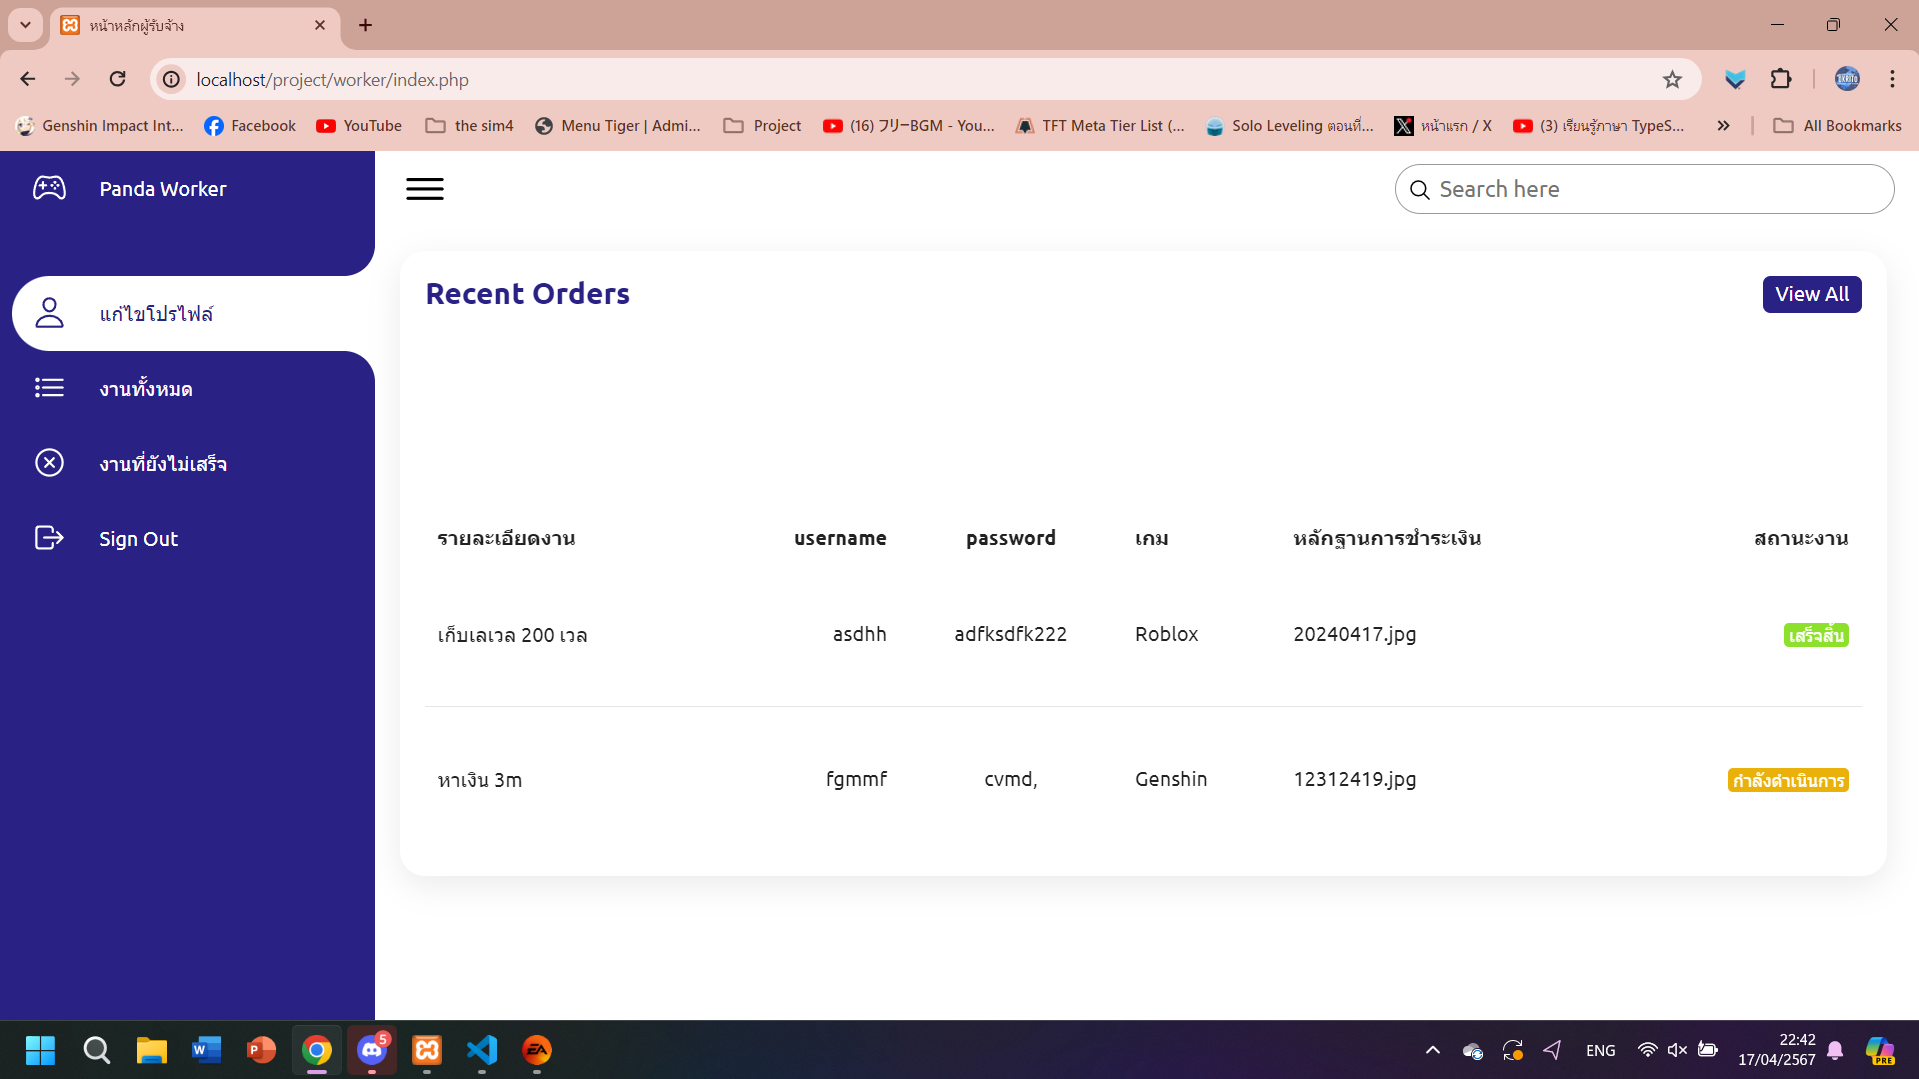 หน้าหลักผู้รับจ้าง
localhost/project/worker/index.php
Genshin Impact Int... Facebook YouTube the sim4 Menu Tiger | Admi... Project (16) フリーBGM - You... TFT Meta Tier List (... Solo Leveling ตอนที่... หน้าแรก / X (3) เรียนรู้ภาษา TypeS... All Bookmarks
Panda Worker
Search here
แก้ไขโปรไฟล์
งานทั้งหมด
งานที่ยังไม่เสร็จ
Sign Out
Recent Orders View All
รายละเอียดงาน username password เกม หลักฐานการชำระเงิน สถานะงาน
เก็บเลเวล 200 เวล asdhh adfksdfk222 Roblox 20240417.jpg เสร็จสิ้น
หาเงิน 3m fgmmf cvmd, Genshin 12312419.jpg กำลังดำเนินการ
5
ENG
22:42
17/04/2567
PRE